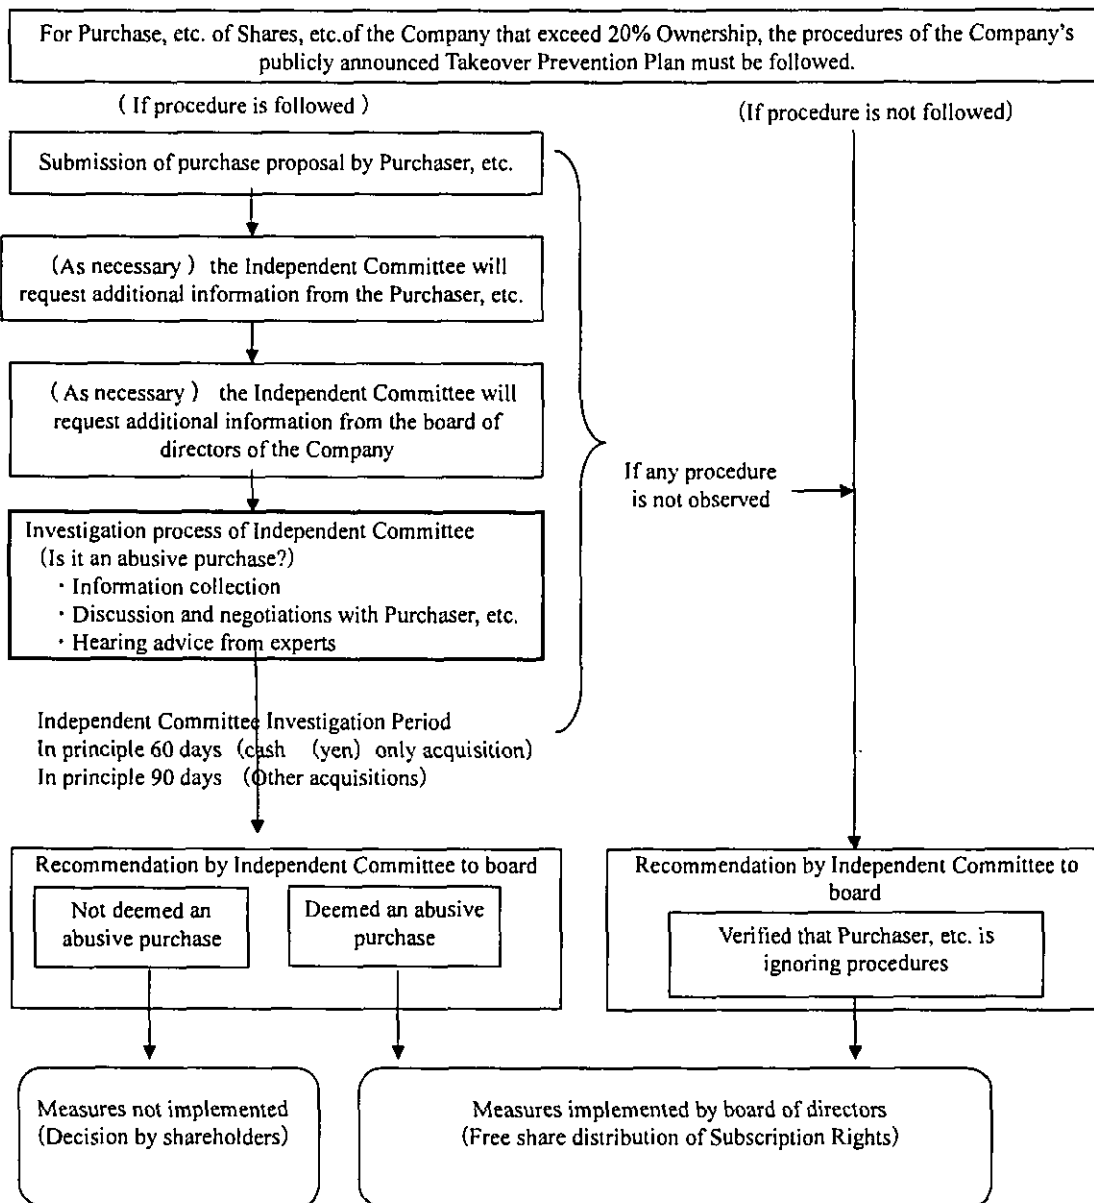 For Purchase, etc. of Shares, etc.of the Company that exceed 20% Ownership, the procedures of the Company's
publicly announced Takeover Prevention Plan must be followed.
( If procedure is followed )
(If procedure is not followed)
Submission of purchase proposal by Purchaser, etc.
(As necessary ) the Independent Committee will
request additional information from the Purchaser, etc.
(As necessary ) the Independent Committee will
request additional information from the board of
directors of the Company
If any procedure
is not observed
Investigation process of Independent Committee
(Is it an abusive purchase?)
・Information collection
・Discussion and negotiations with Purchaser, etc.
・Hearing advice from experts
Independent Committee Investigation Period
In principle 60 days (cash (yen) only acquisition)
In principle 90 days (Other acquisitions)
Recommendation by Independent Committee to board
Not deemed an
abusive purchase
Deemed an abusive
purchase
Recommendation by Independent Committee to
board
Verified that Purchaser, etc. is
ignoring procedures
Measures not implemented
(Decision by shareholders)
Measures implemented by board of directors
(Free share distribution of Subscription Rights)